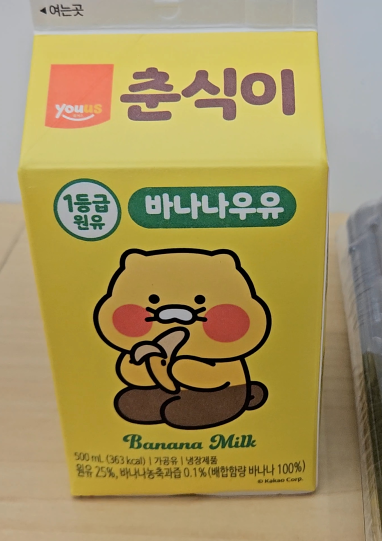 ◀여는곳
youus
춘식이
1등급
원유
바나나우유
Banana Milk
500 mL (363 kcal) | 가공유 | 냉장제품
원유 25%, 바나나농축과즙 0.1% (배합함량 바나나 100%)
© Kakao Corp.